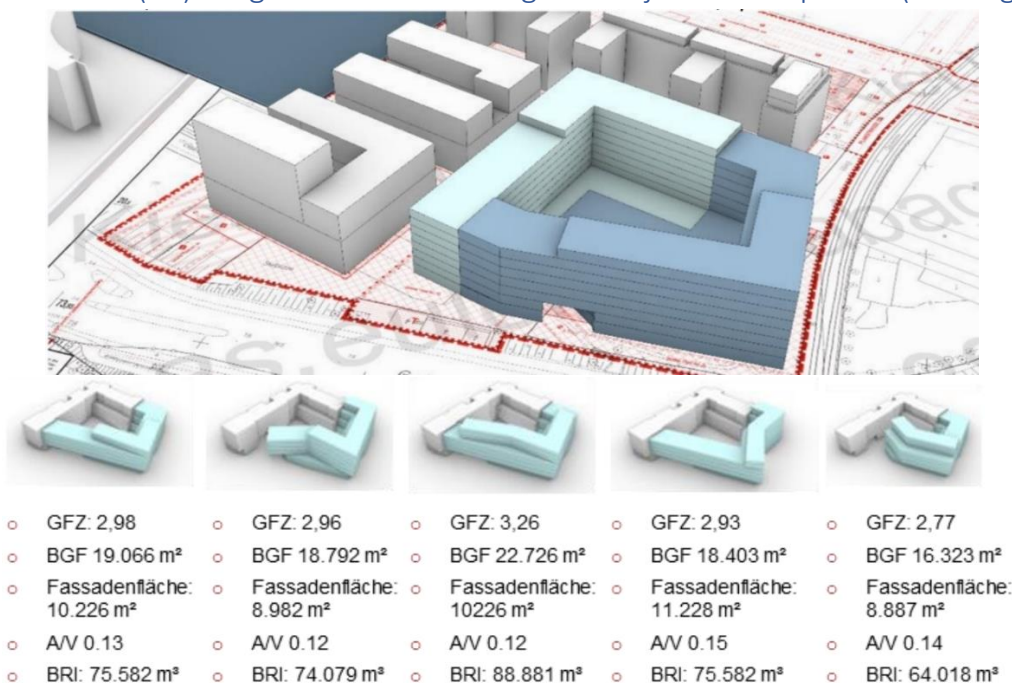 GFZ: 2,98
BGF 19.066 m²
Fassadenfläche:
10.226 m²
A/V 0.13
BRI: 75.582 m³
GFZ: 2,96
BGF 18.792 m²
Fassadenfläche:
8.982 m²
A/V 0.12
BRI: 74.079 m³
GFZ: 3,26
BGF 22.726 m²
Fassadenfläche:
10226 m²
A/V 0.12
BRI: 88.881 m³
GFZ: 2,93
BGF 18.403 m²
Fassadenfläche:
11.228 m²
A/V 0.15
BRI: 75.582 m³
GFZ: 2,77
BGF 16.323 m²
Fassadenfläche:
8.887 m²
A/V 0.14
BRI: 64.018 m³